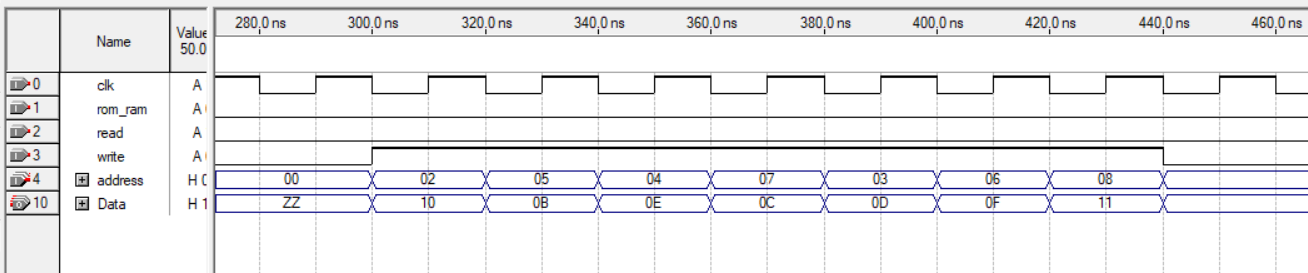 Name Value 50.0 280.0 ns 300.0 ns 320.0 ns 340.0 ns 360.0 ns 380.0 ns 400.0 ns 420.0 ns 440.0 ns 460.0 ns
0 clk A
1 rom_ram A
2 read A
3 write A
4 address H 00 02 05 04 07 03 06 08
10 Data H 1 ZZ 10 0B 0E 0C 0D 0F 11